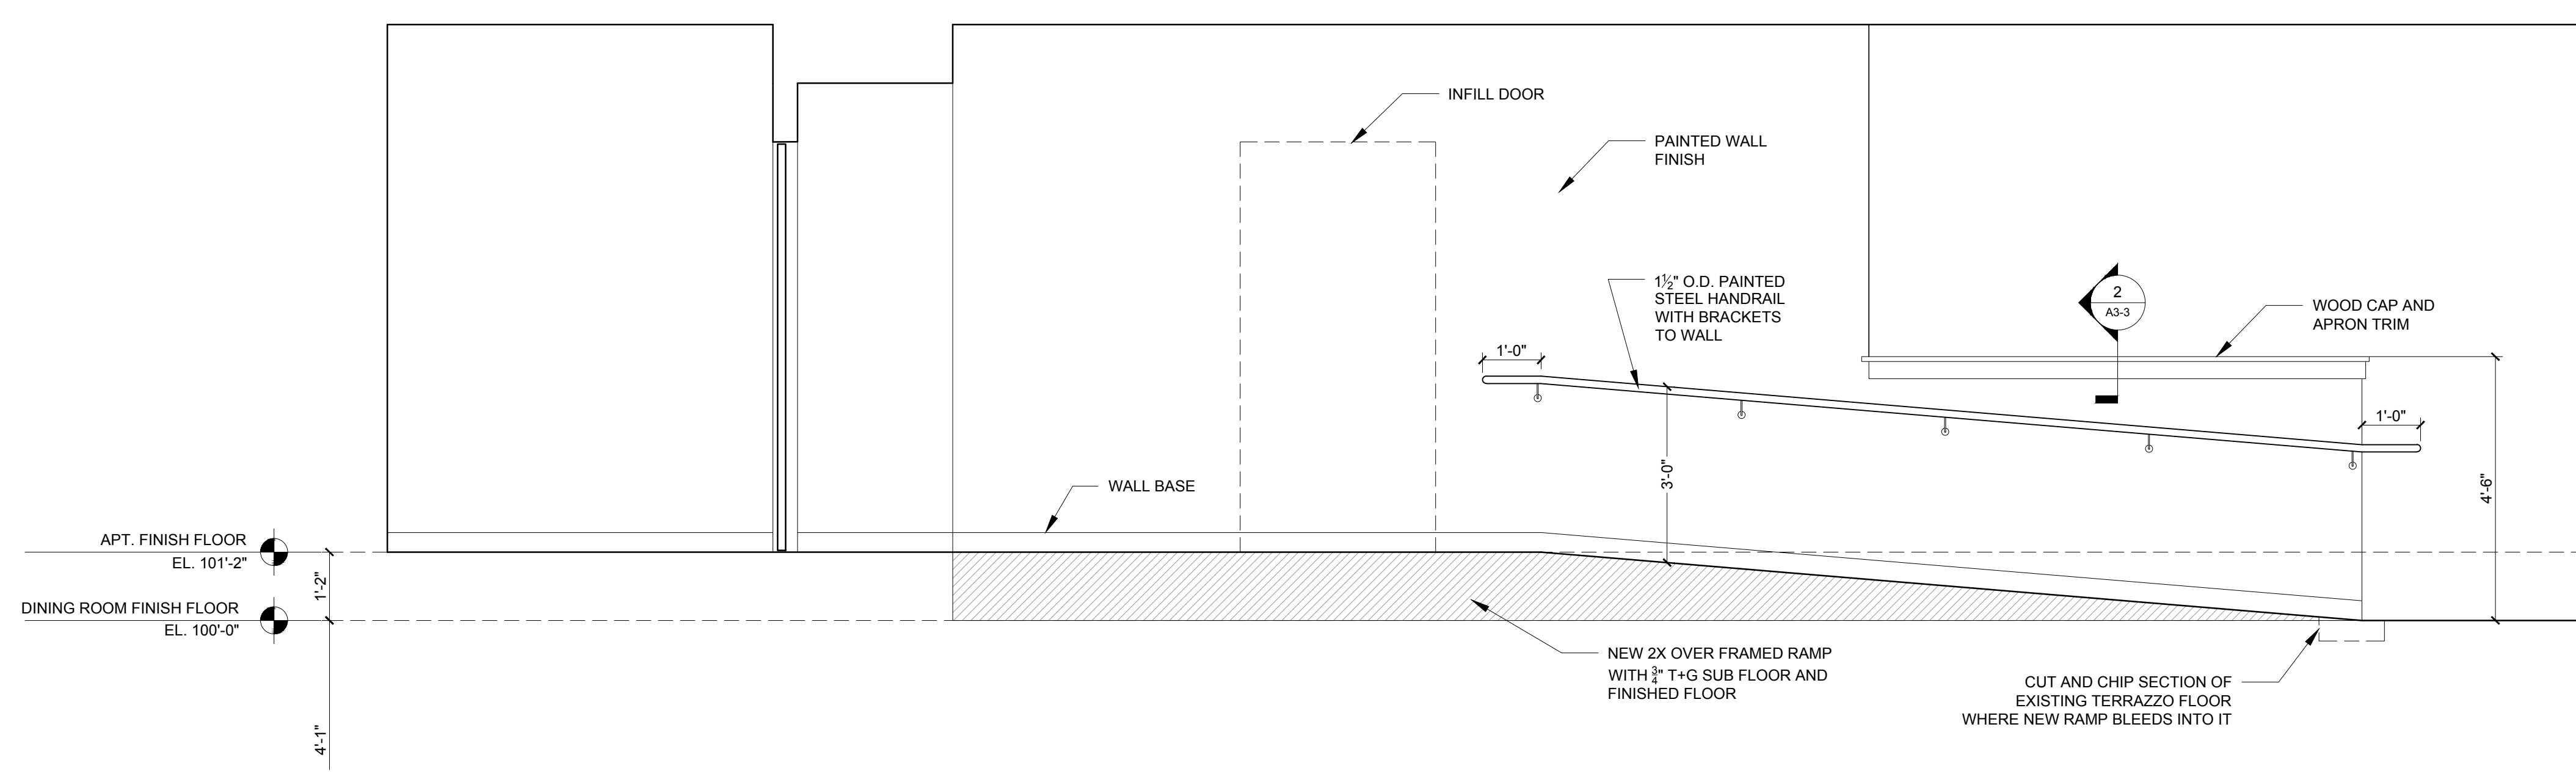 INFILL DOOR
PAINTED WALL
FINISH
1½" O.D. PAINTED
STEEL HANDRAIL
WITH BRACKETS
TO WALL
2
A3-3
WOOD CAP AND
APRON TRIM
1'-0"
1'-0"
3'-0"
4'-6"
WALL BASE
APT. FINISH FLOOR
EL. 101'-2"
1'-2"
DINING ROOM FINISH FLOOR
EL. 100'-0"
4'-1"
NEW 2X OVER FRAMED RAMP
WITH ¾" T+G SUB FLOOR AND
FINISHED FLOOR
CUT AND CHIP SECTION OF
EXISTING TERRAZZO FLOOR
WHERE NEW RAMP BLEEDS INTO IT